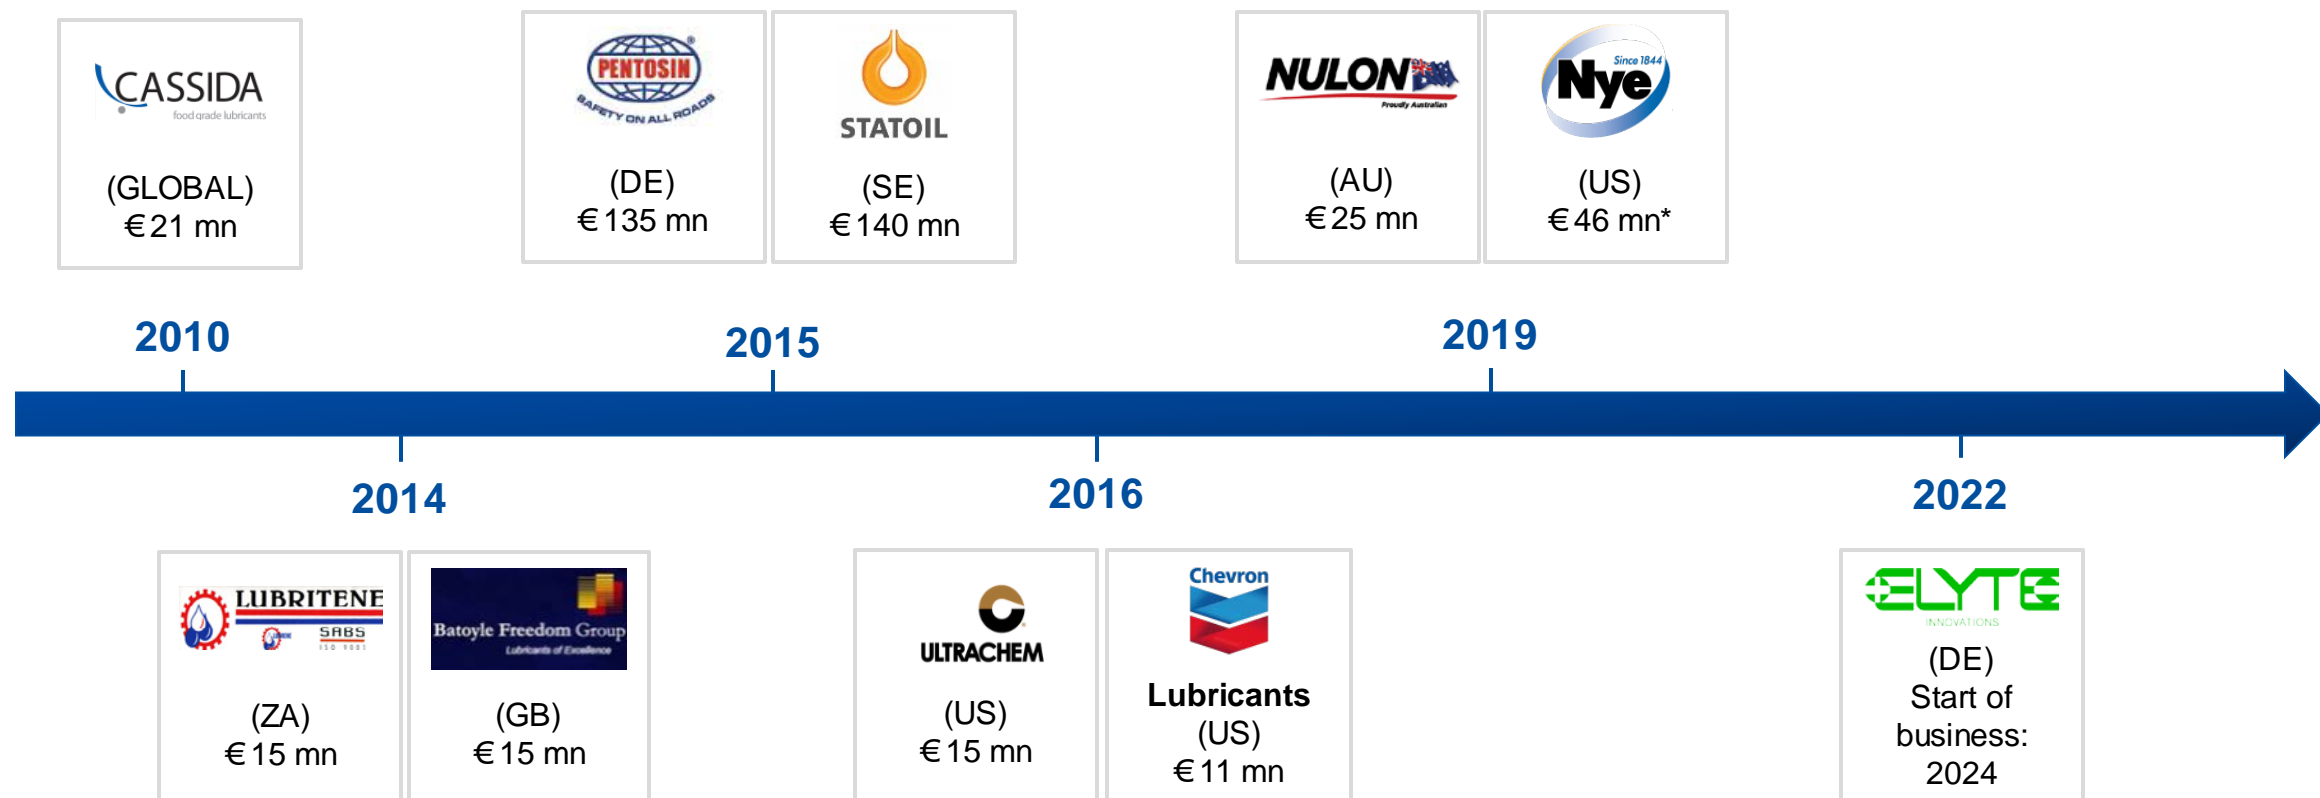 CASSIDA
food grade lubricants
(GLOBAL)
€21 mn
PENTOSIN
®
SAFETY ON ALL ROADS
(DE)
€135 mn
STATOIL
(SE)
€140 mn
NULON
Proudly Australian
(AU)
€25 mn
Since 1844
Nye
(US)
€46 mn*
2010
2015
2019
2014
2016
2022
LUBRITENE
SABS
ISO 9001
(ZA)
€15 mn
Batoyle Freedom Group
Lubricants of Excellence
(GB)
€15 mn
ULTRACHEM
(US)
€15 mn
Chevron
Lubricants
(US)
€11 mn
ELYTE
INNOVATIONS
(DE)
Start of
business:
2024